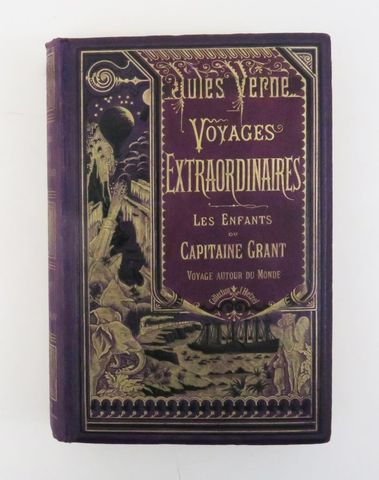 Jules Verne
VOYAGES
EXTRAORDINAIRES
LES ENFANTS
DU
CAPITAINE GRANT
VOYAGE AUTOUR DU MONDE
Collection J. Hetzel